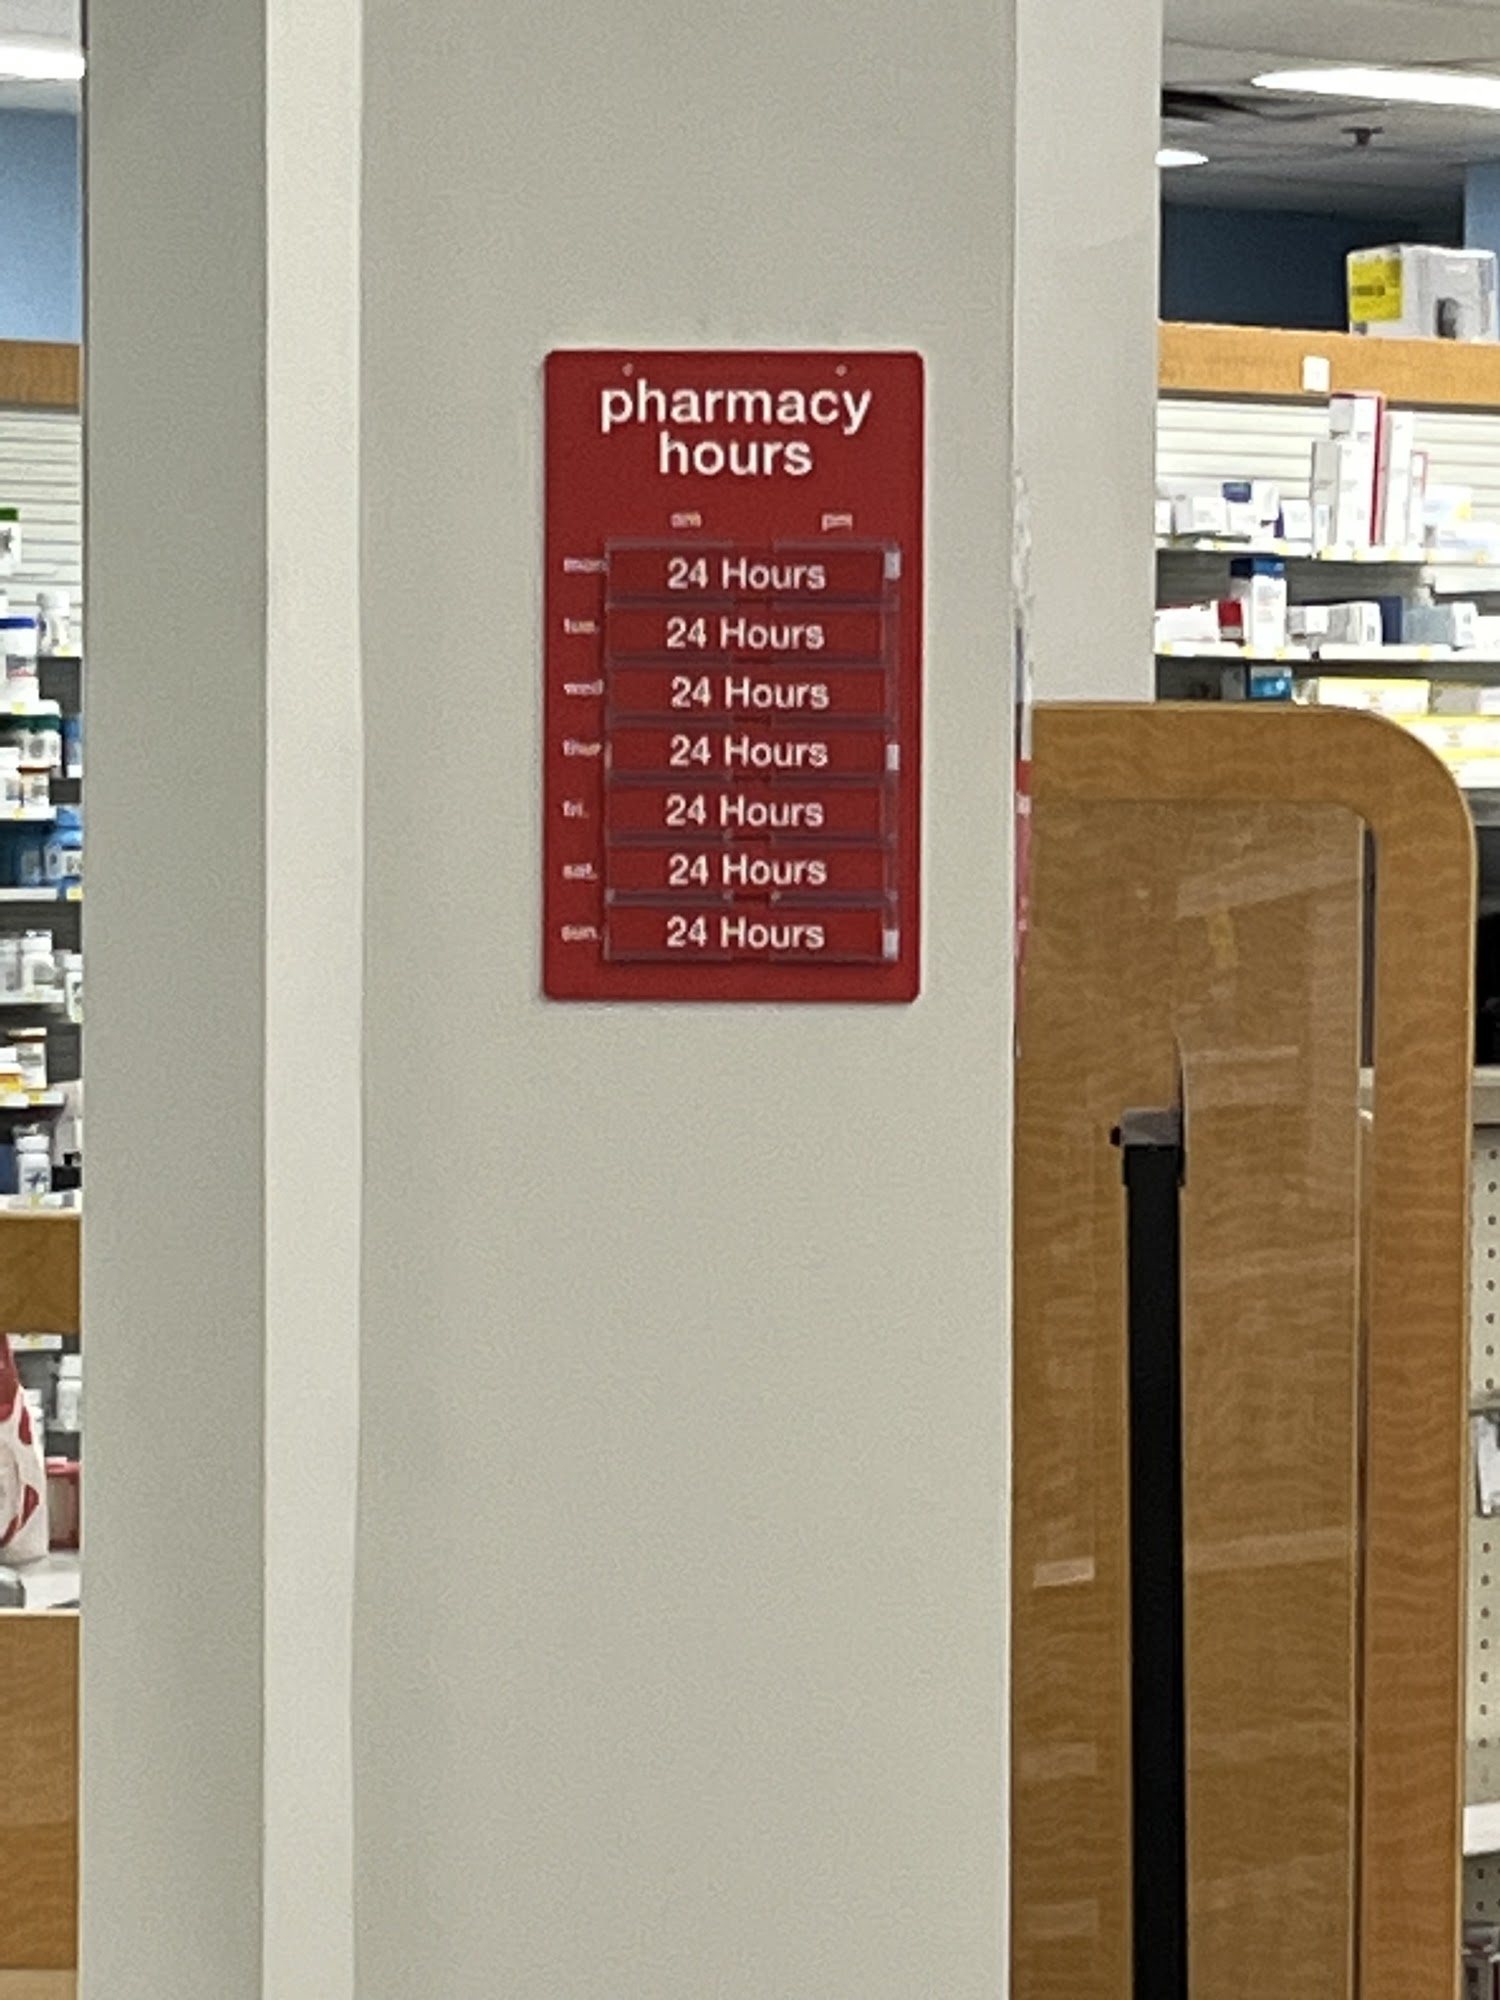 pharmacy
hours
am pm
mon. 24 Hours
tue. 24 Hours
wed 24 Hours
thur 24 Hours
fri. 24 Hours
sat. 24 Hours
sun. 24 Hours